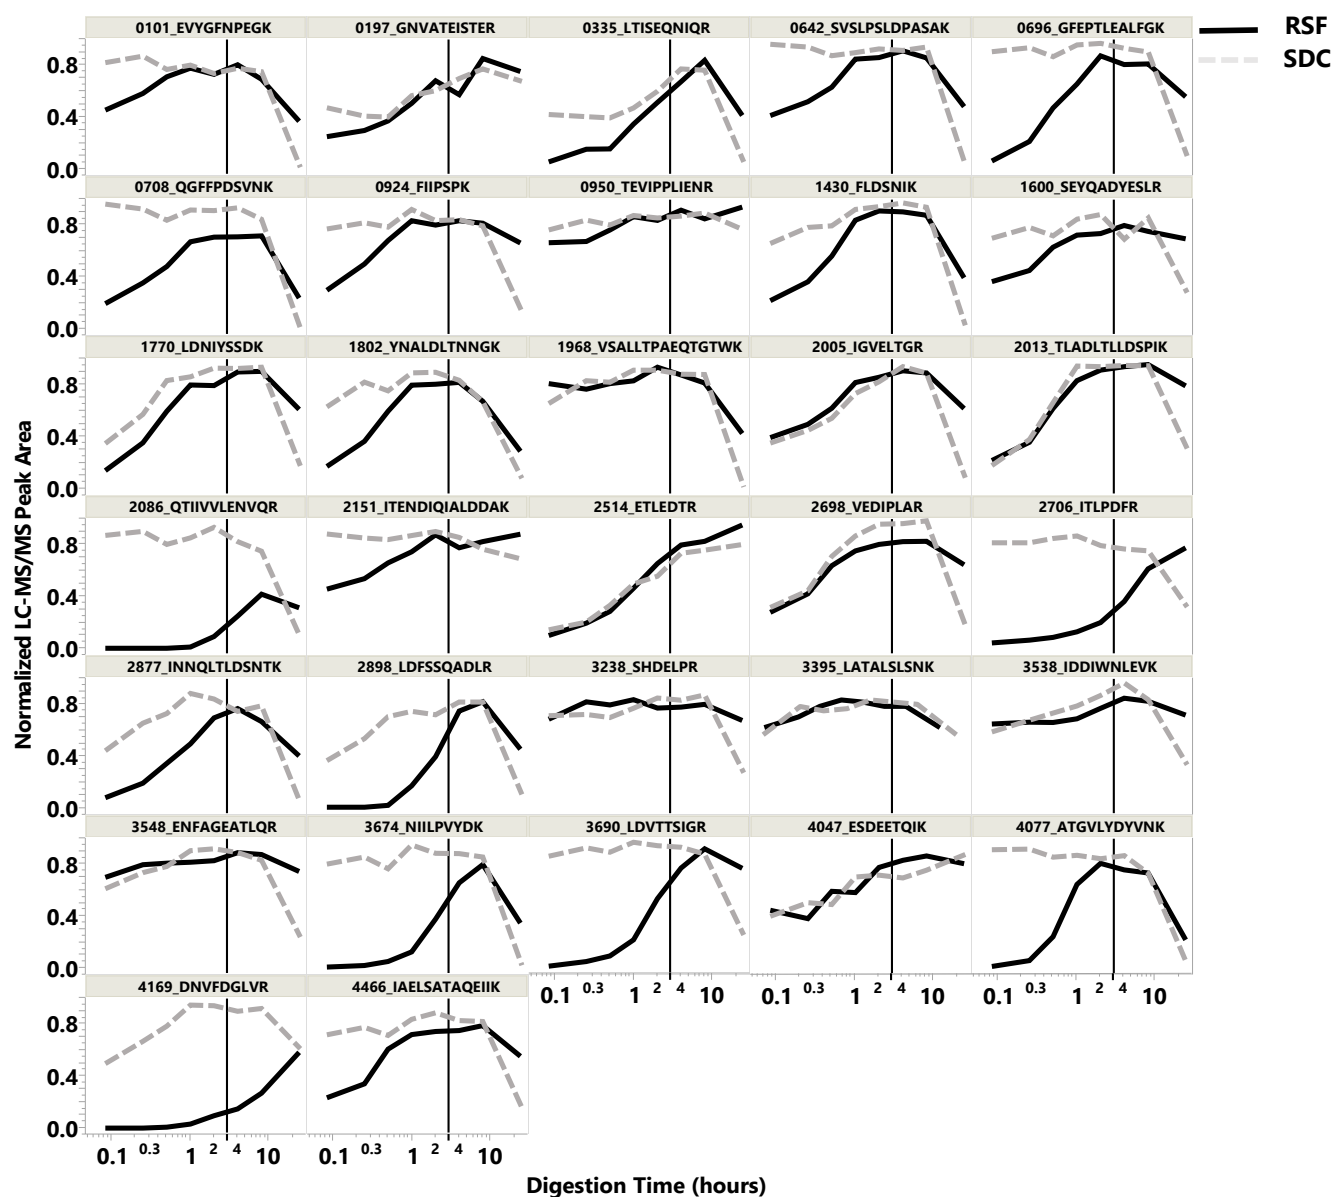 0101_EVYGFNPEGK 0197_GNVATEISTER 0335_LTISEQNIQR 0642_SVSLPSLDPASAK 0696_GFEPTLEALFGK
RSF
SDC
0.8
0.4
0.0
0708_QGFFPDSVNK 0924_FIIPSPK 0950_TEVIPPLIENR 1430_FLDSNIK 1600_SEYQADYESLR
0.8
0.4
0.0
1770_LDNIYSSDK 1802_YNALDLTNNGK 1968_VSALLTPAEQTGTWK 2005_IGVELTGR 2013_TLADLTLLDSPIK
0.8
0.4
0.0
Normalized LC-MS/MS Peak Area
2086_QTIIVVLENVQR 2151_ITENDIQIALDDAK 2514_ETLEDTR 2698_VEDIPLAR 2706_ITLPDFR
0.8
0.4
0.0
2877_INNQLTLDSNTK 2898_LDFSSQADLR 3238_SHDELPR 3395_LATALSLSNK 3538_IDDIWNLEVK
0.8
0.4
0.0
3548_ENFAGEATLQR 3674_NIILPVYDK 3690_LDVTTSIGR 4047_ESDEETQIK 4077_ATGVLYDYVNK
0.8
0.4
0.0
4169_DNVFDGLVR 4466_IAELSATAQEIIK
0.1 0.3 1 2 4 10 0.1 0.3 1 2 4 10 0.1 0.3 1 2 4 10
0.8
0.4
0.0
0.1 0.3 1 2 4 10 0.1 0.3 1 2 4 10
Digestion Time (hours)